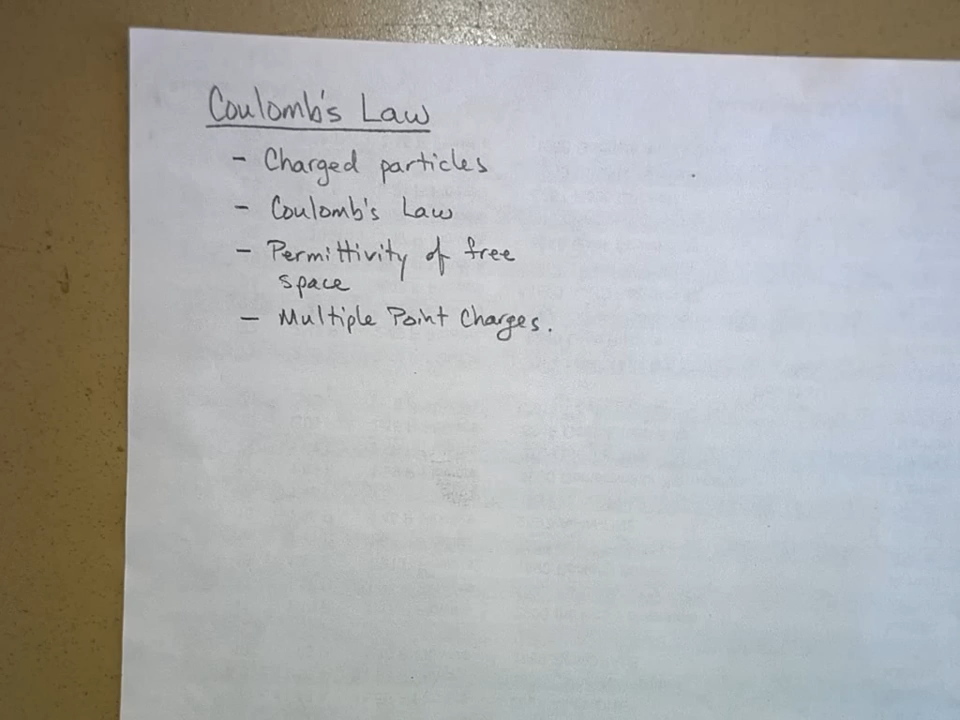 Coulomb's Law
- Charged particles
- Coulomb's Law
- Permittivity of free
space
- Multiple Point Charges.